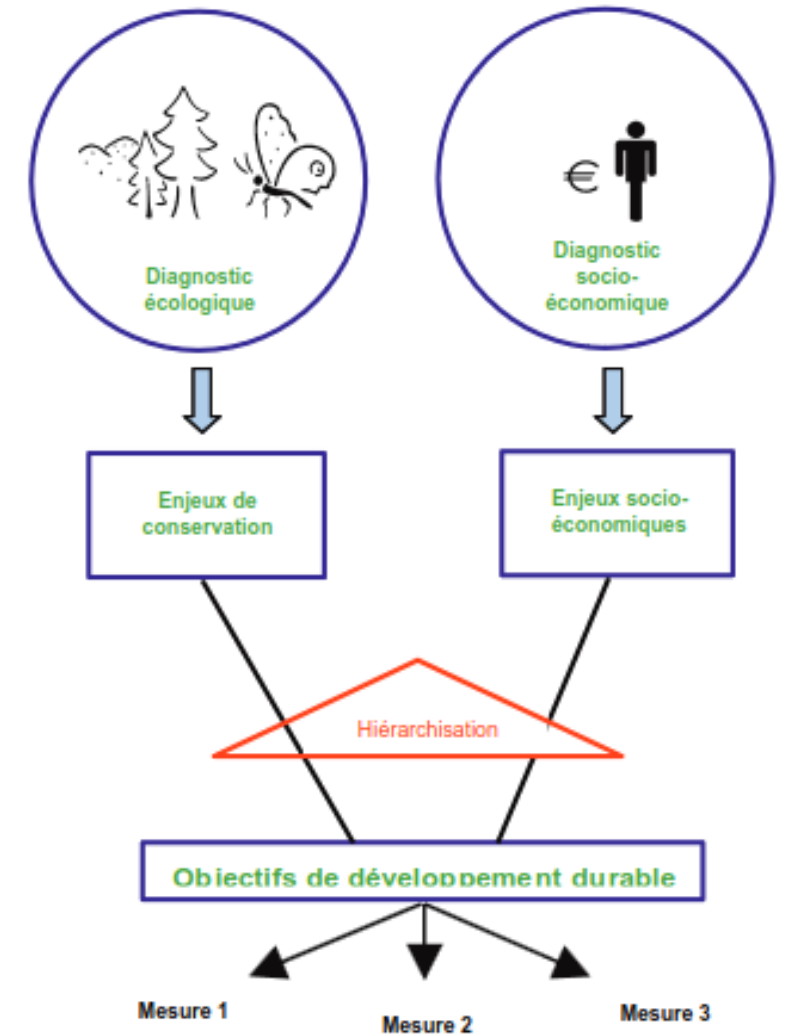 Diagnostic
écologique
€
Diagnostic
socio-
économique
Enjeux de
conservation
Enjeux socio-
économiques
Hiérarchisation
Objectifs de développement durable
Mesure 1
Mesure 2
Mesure 3